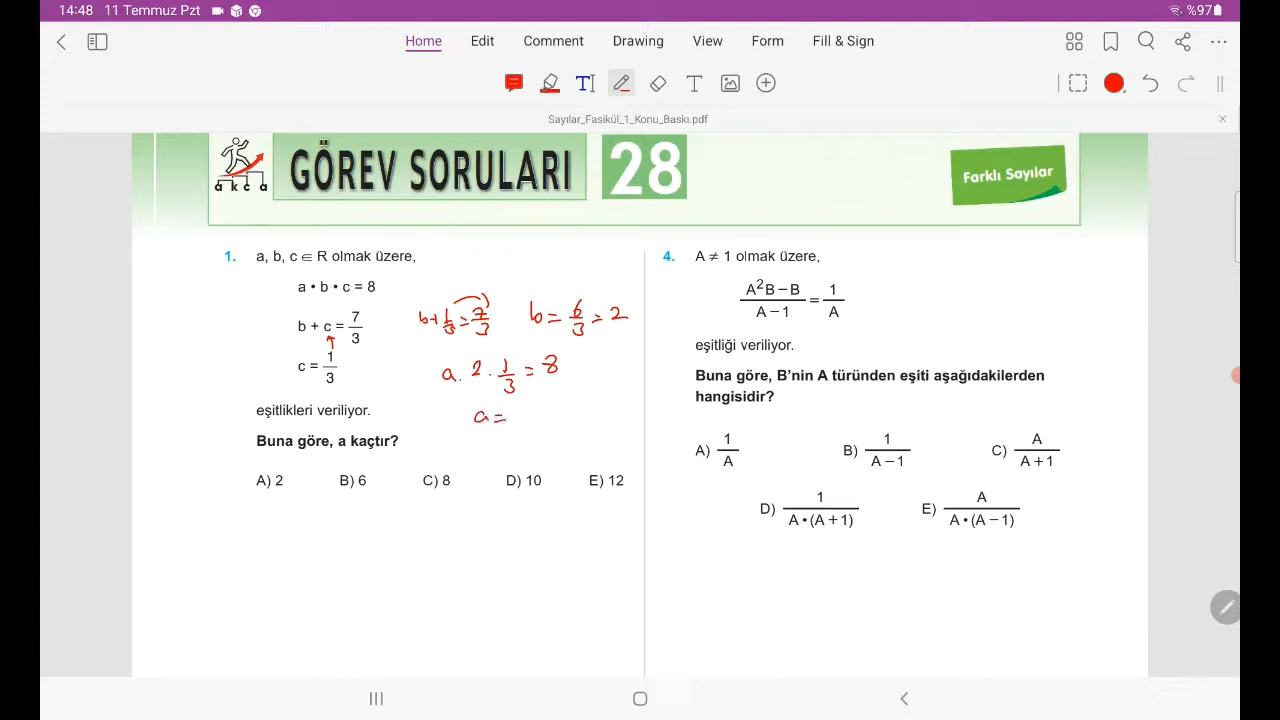 14:48 11 Temmuz Pzt %97
Home Edit Comment Drawing View Form Fill & Sign
Sayılar_Fasikül_1_Konu_Baskı.pdf
akça
GÖREV SORULARI 28
Farklı Sayılar
1. a, b, c ∈ R olmak üzere,
a • b • c = 8
b + c = 7/3
c = 1/3
eşitlikleri veriliyor.
Buna göre, a kaçtır?
A) 2 B) 6 C) 8 D) 10 E) 12
b + 1/3 = 7/3 b = 6/3 = 2
a . 2 . 1/3 = 8
a =
4. A ≠ 1 olmak üzere,
(A²B − B)/(A − 1) = 1/A
eşitliği veriliyor.
Buna göre, B'nin A türünden eşiti aşağıdakilerden
hangisidir?
A) 1/A B) 1/(A − 1) C) A/(A + 1)
D) 1/(A•(A + 1)) E) A/(A•(A − 1))